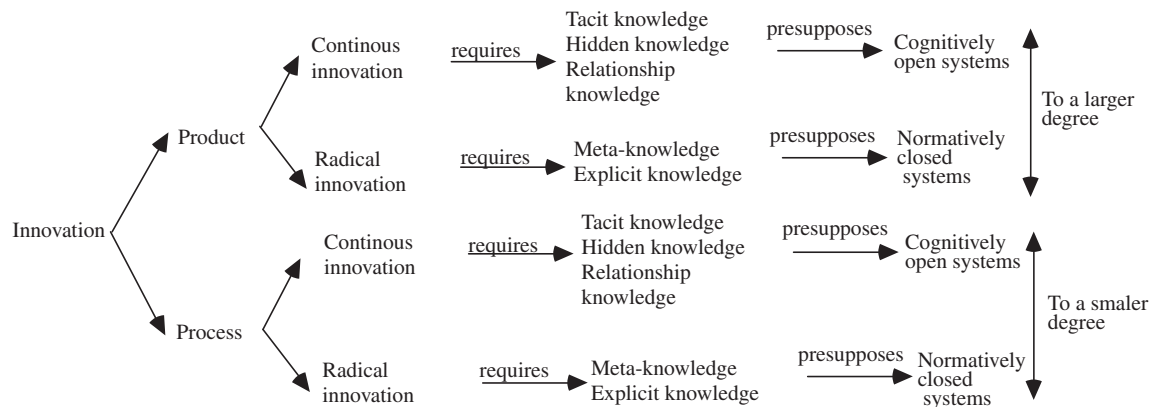 Tacit knowledge
Hidden knowledge
Relationship
knowledge
Continous
innovation
requires
presupposes
Cognitively
open systems
To a larger
degree
Product
Radical
innovation
requires
Meta-knowledge
Explicit knowledge
presupposes
Normatively
closed
systems
Innovation
Continous
innovation
requires
Tacit knowledge
Hidden knowledge
Relationship
knowledge
presupposes
Cognitively
open systems
To a smaler
degree
Process
Radical
innovation
requires
Meta-knowledge
Explicit knowledge
presupposes
Normatively
closed
systems